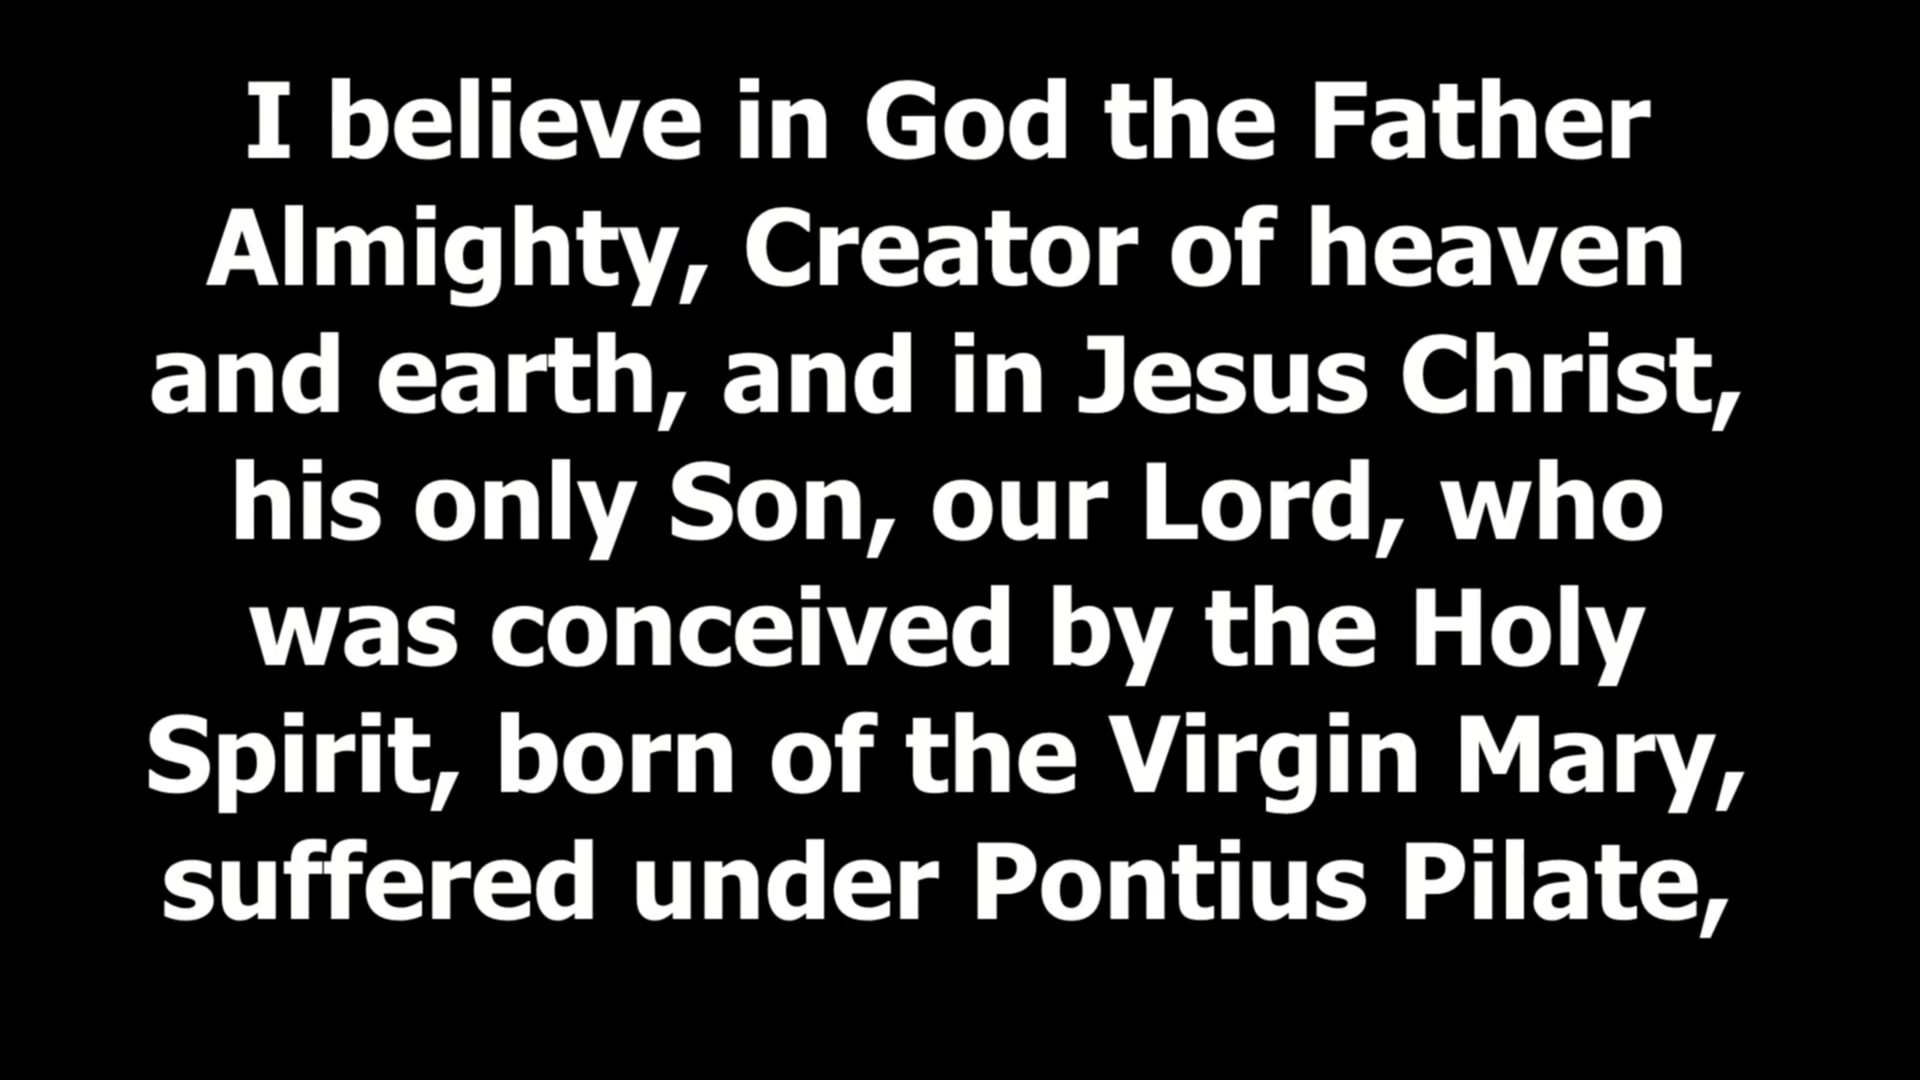 I believe in God the Father
Almighty, Creator of heaven
and earth, and in Jesus Christ,
his only Son, our Lord, who
was conceived by the Holy
Spirit, born of the Virgin Mary,
suffered under Pontius Pilate,